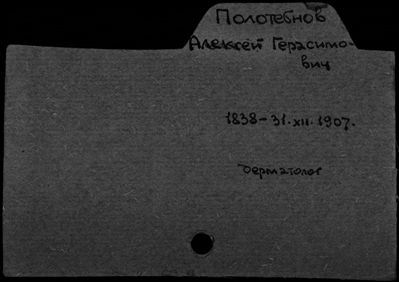 Полотебнов
Алексей Герасимо-
вич
1838-31.XII.1907.
дерматолог